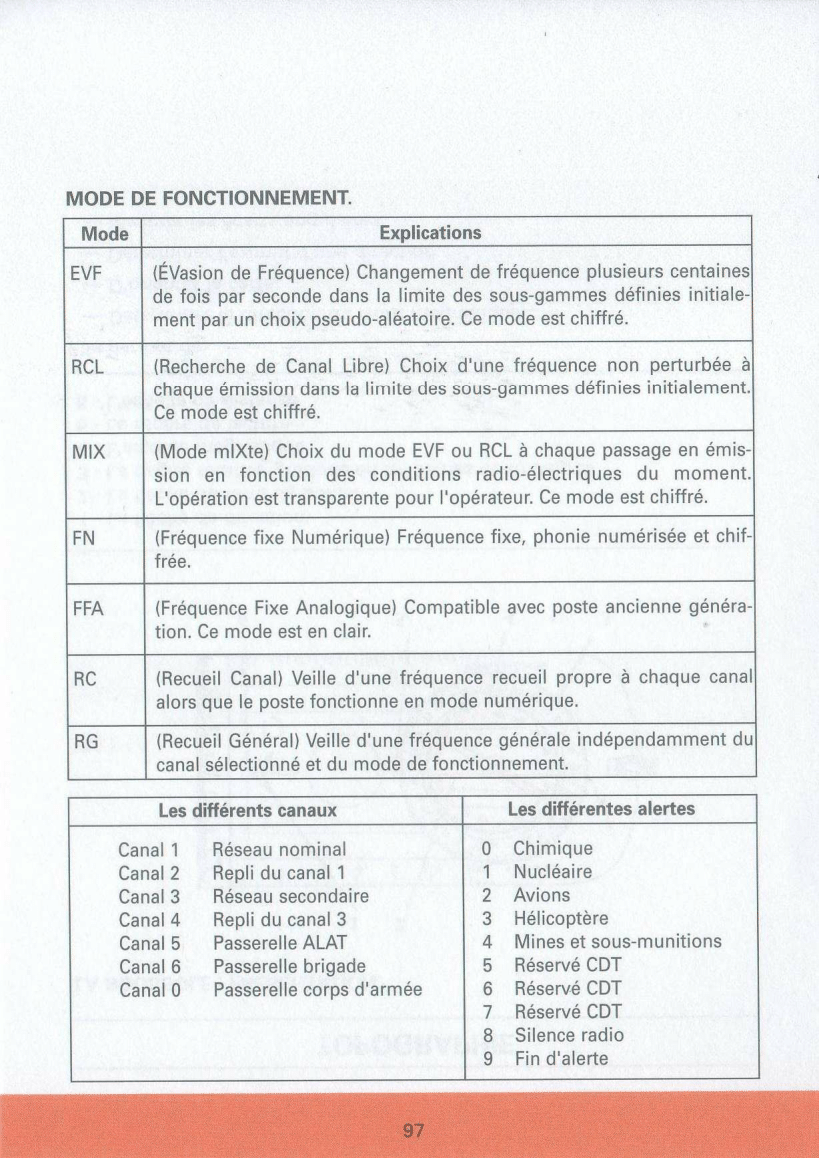 MODE DE FONCTIONNEMENT.
Mode Explications
EVF (ÉVasion de Fréquence) Changement de fréquence plusieurs centaines
de fois par seconde dans la limite des sous-gammes définies initiale-
ment par un choix pseudo-aléatoire. Ce mode est chiffré.
RCL (Recherche de Canal Libre) Choix d'une fréquence non perturbée à
chaque émission dans la limite des sous-gammes définies initialement.
Ce mode est chiffré.
MIX (Mode mIXte) Choix du mode EVF ou RCL à chaque passage en émis-
sion en fonction des conditions radio-électriques du moment.
L'opération est transparente pour l'opérateur. Ce mode est chiffré.
FN (Fréquence fixe Numérique) Fréquence fixe, phonie numérisée et chif-
frée.
FFA (Fréquence Fixe Analogique) Compatible avec poste ancienne généra-
tion. Ce mode est en clair.
RC (Recueil Canal) Veille d'une fréquence recueil propre à chaque canal
alors que le poste fonctionne en mode numérique.
RG (Recueil Général) Veille d'une fréquence générale indépendamment du
canal sélectionné et du mode de fonctionnement.
Les différents canaux
Canal 1 Réseau nominal
Canal 2 Repli du canal 1
Canal 3 Réseau secondaire
Canal 4 Repli du canal 3
Canal 5 Passerelle ALAT
Canal 6 Passerelle brigade
Canal 0 Passerelle corps d'armée
Les différentes alertes
0 Chimique
1 Nucléaire
2 Avions
3 Hélicoptère
4 Mines et sous-munitions
5 Réservé CDT
6 Réservé CDT
7 Réservé CDT
8 Silence radio
9 Fin d'alerte
97